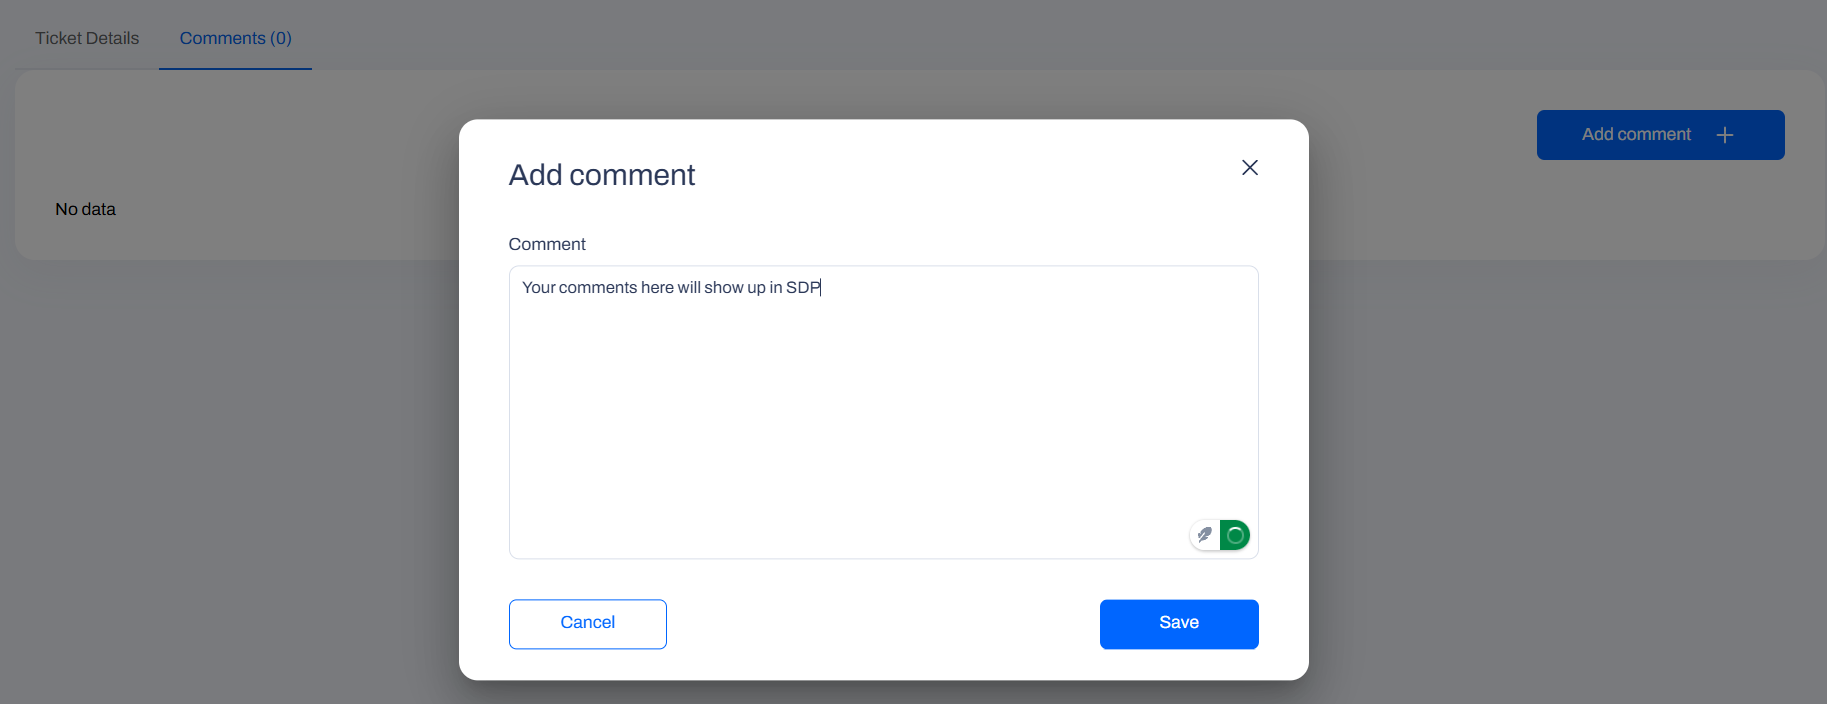 Ticket Details
Comments (0)
Add comment
No data
Add comment
Comment
Your comments here will show up in SDP
Cancel
Save